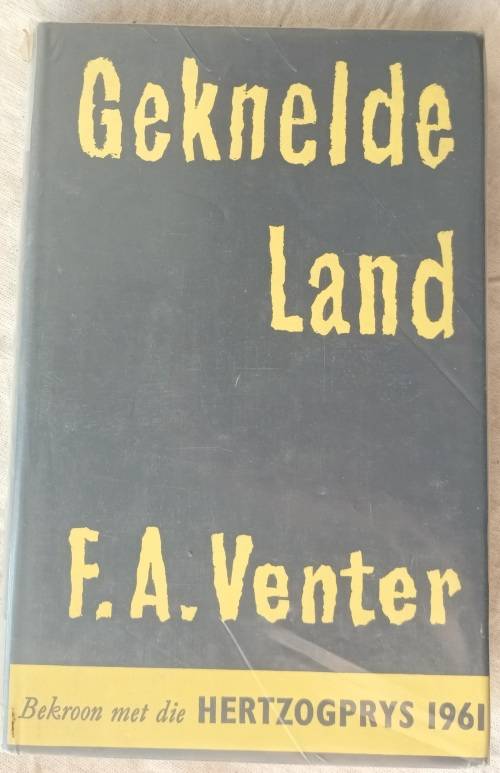 Geknelde
Land
F. A. Venter
Bekroon met die HERTZOGPRYS 1961